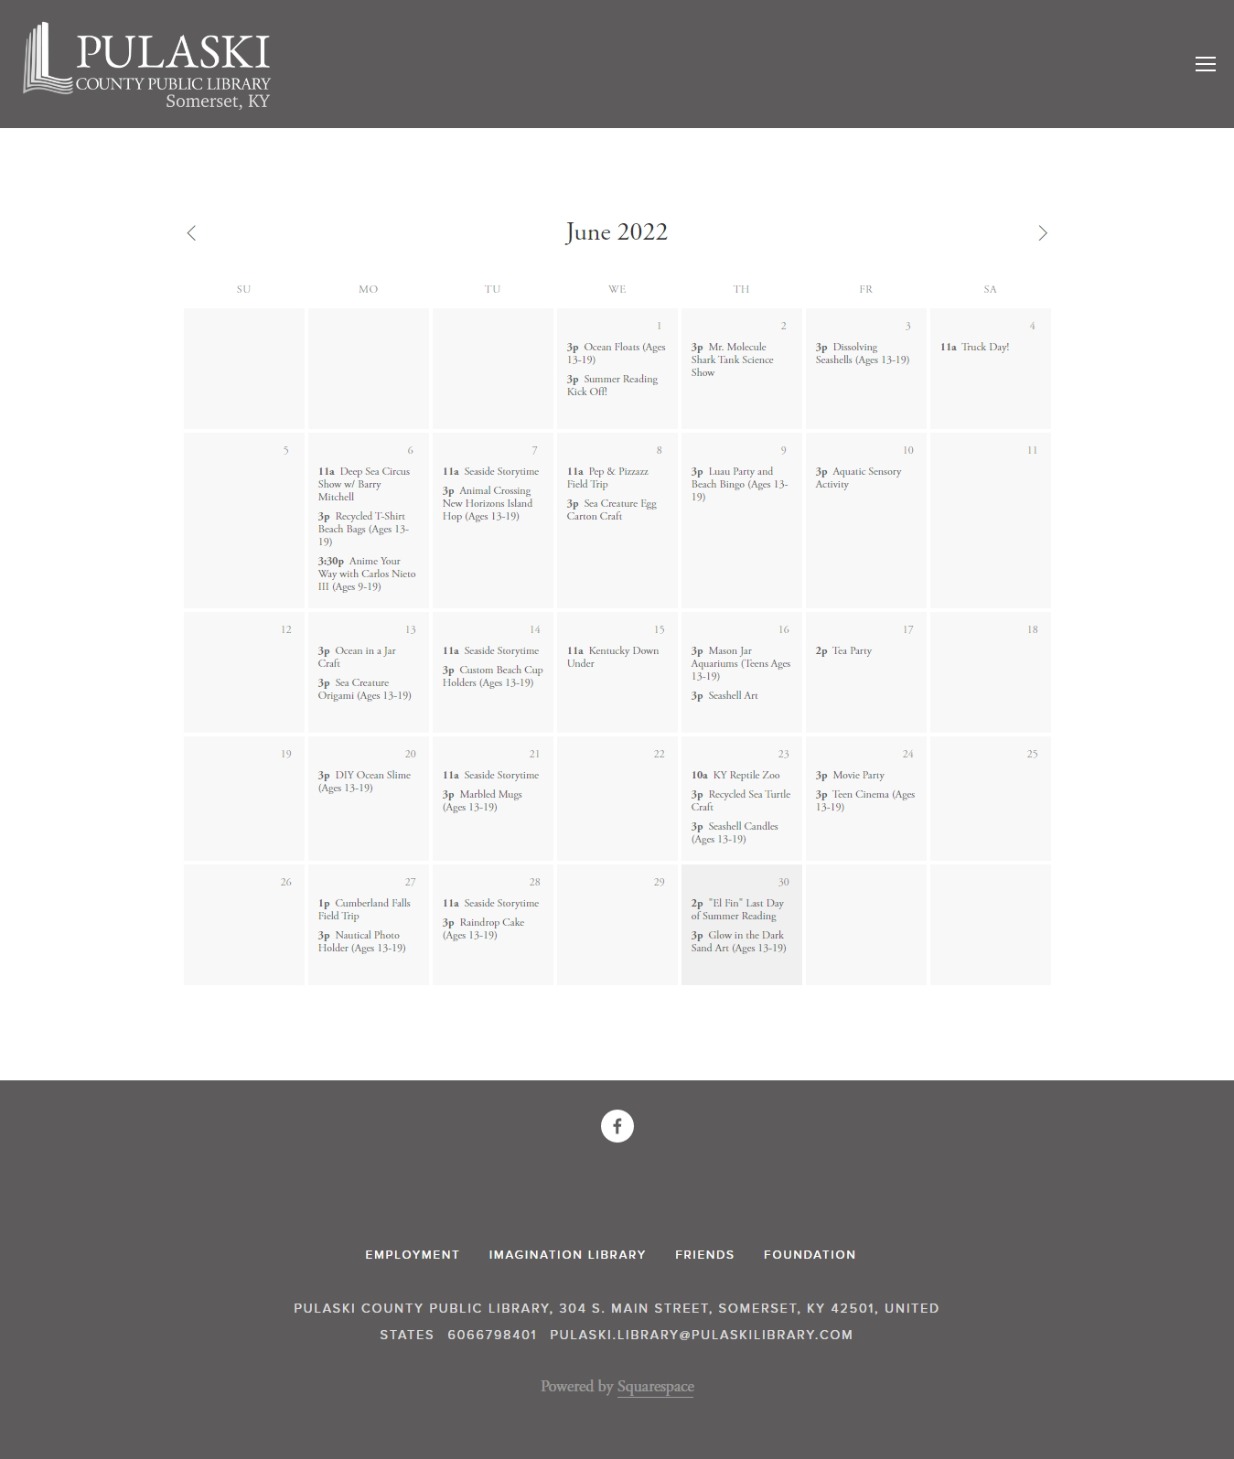 PULASKI
COUNTY PUBLIC LIBRARY
Somerset, KY
June 2022
SU MO TU WE TH FR SA
1
3p Ocean Floats (Ages
13-19)
3p Summer Reading
Kick Off!
2
3p Mr. Molecule
Shark Tank Science
Show
3
3p Dissolving
Seashells (Ages 13-19)
4
11a Truck Day!
5
6
11a Deep Sea Circus
Show w/ Barry
Mitchell
3p Recycled T-Shirt
Beach Bags (Ages 13-
19)
3:30p Anime Your
Way with Carlos Nieto
III (Ages 9-19)
7
11a Seaside Storytime
3p Animal Crossing
New Horizons Island
Hop (Ages 13-19)
8
11a Pep & Pizzazz
Field Trip
3p Sea Creature Egg
Carton Craft
9
3p Luau Party and
Beach Bingo (Ages 13-
19)
10
3p Aquatic Sensory
Activity
11
12
13
3p Ocean in a Jar
Craft
3p Sea Creature
Origami (Ages 13-19)
14
11a Seaside Storytime
3p Custom Beach Cup
Holders (Ages 13-19)
15
11a Kentucky Down
Under
16
3p Mason Jar
Aquariums (Teens Ages
13-19)
3p Seashell Art
17
2p Tea Party
18
19
20
3p DIY Ocean Slime
(Ages 13-19)
21
11a Seaside Storytime
3p Marbled Mugs
(Ages 13-19)
22
23
10a KY Reptile Zoo
3p Recycled Sea Turtle
Craft
3p Seashell Candles
(Ages 13-19)
24
3p Movie Party
3p Teen Cinema (Ages
13-19)
25
26
27
1p Cumberland Falls
Field Trip
3p Nautical Photo
Holder (Ages 13-19)
28
11a Seaside Storytime
3p Raindrop Cake
(Ages 13-19)
29
30
2p "El Fin" Last Day
of Summer Reading
3p Glow in the Dark
Sand Art (Ages 13-19)
EMPLOYMENT IMAGINATION LIBRARY FRIENDS FOUNDATION
PULASKI COUNTY PUBLIC LIBRARY, 304 S. MAIN STREET, SOMERSET, KY 42501, UNITED
STATES 6066798401 PULASKI.LIBRARY@PULASKILIBRARY.COM
Powered by Squarespace